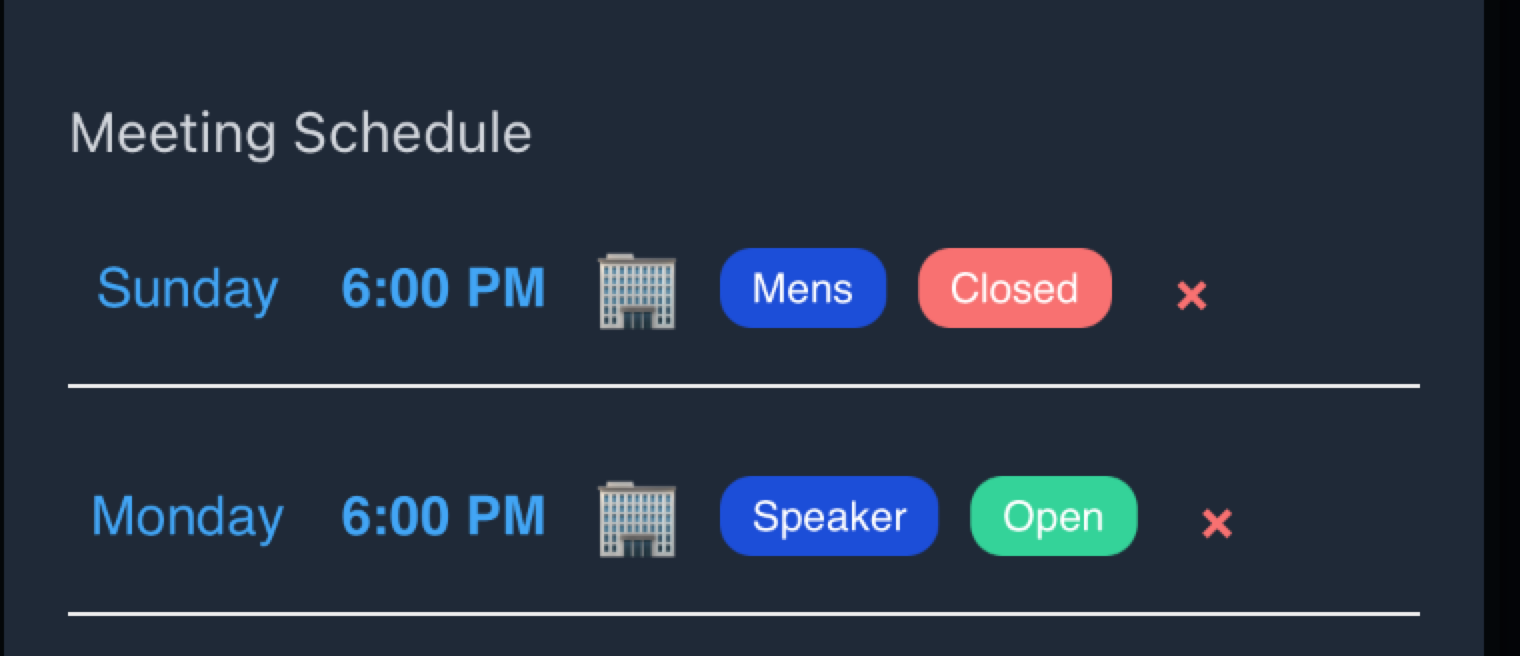 Meeting Schedule
Sunday 6:00 PM 🏢 Mens Closed ×
Monday 6:00 PM 🏢 Speaker Open ×